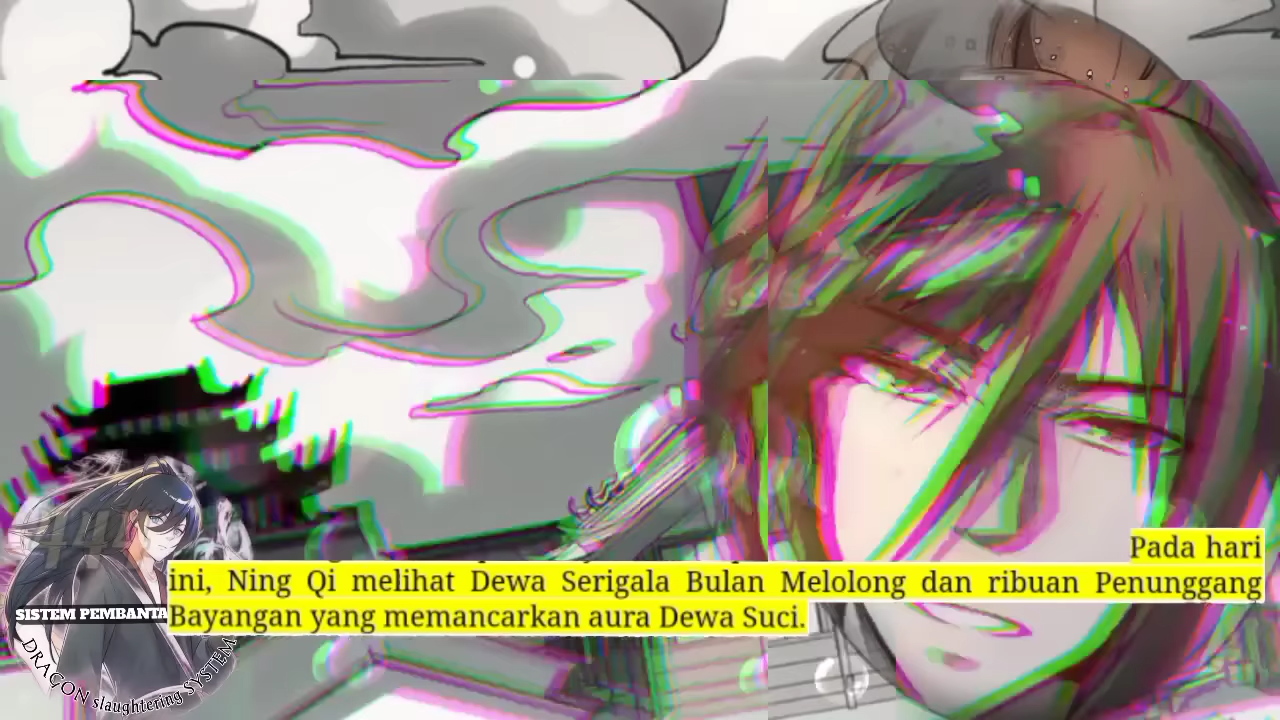 Pada hari
ini, Ning Qi melihat Dewa Serigala Bulan Melolong dan ribuan Penunggang
Bayangan yang memancarkan aura Dewa Suci.
SISTEM PEMBANTA
DRAGON slaughtering SYSTEM